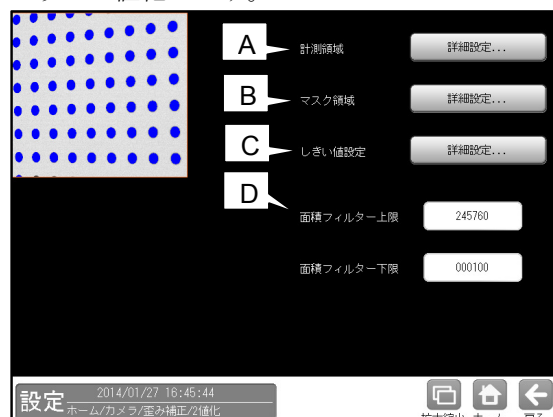 A 計測領域 詳細設定...
B マスク領域 詳細設定...
C しきい値設定 詳細設定...
D
面積フィルター上限 245760
面積フィルター下限 000100
設定 2014/01/27 16:45:44
ホーム/カメラ/歪み補正/2値化